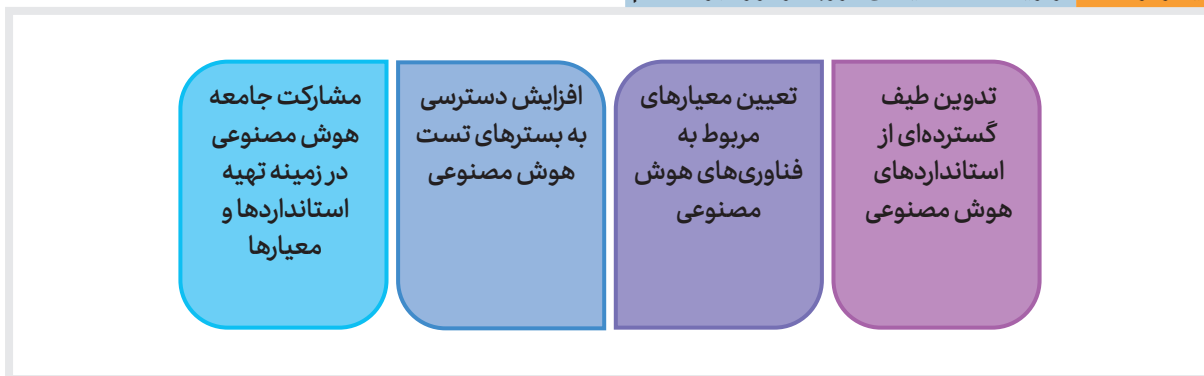 تدوین طیف
گسترده‌ای از
استانداردهای
هوش مصنوعی
تعیین معیارهای
مربوط به
فناوری‌های هوش
مصنوعی
افزایش دسترسی
به بسترهای تست
هوش مصنوعی
مشارکت جامعه
هوش مصنوعی
در زمینه تهیه
استانداردها و
معیارها